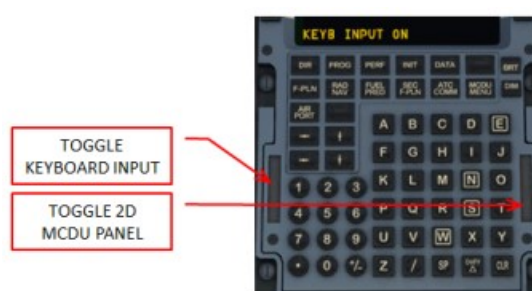 KEYB INPUT ON
DIR PROG PERF INIT DATA BRT
F-PLN RAD NAV FUEL PRED SEC F-PLN ATC COMM MCDU MENU DIM
AIR PORT
A B C D E
TOGGLE
KEYBOARD INPUT
F G H I J
1 2 3 K L M N O
TOGGLE 2D
MCDU PANEL
4 5 6 P Q R S T
7 8 9 U V W X Y
. 0 +/- Z / SP CLR